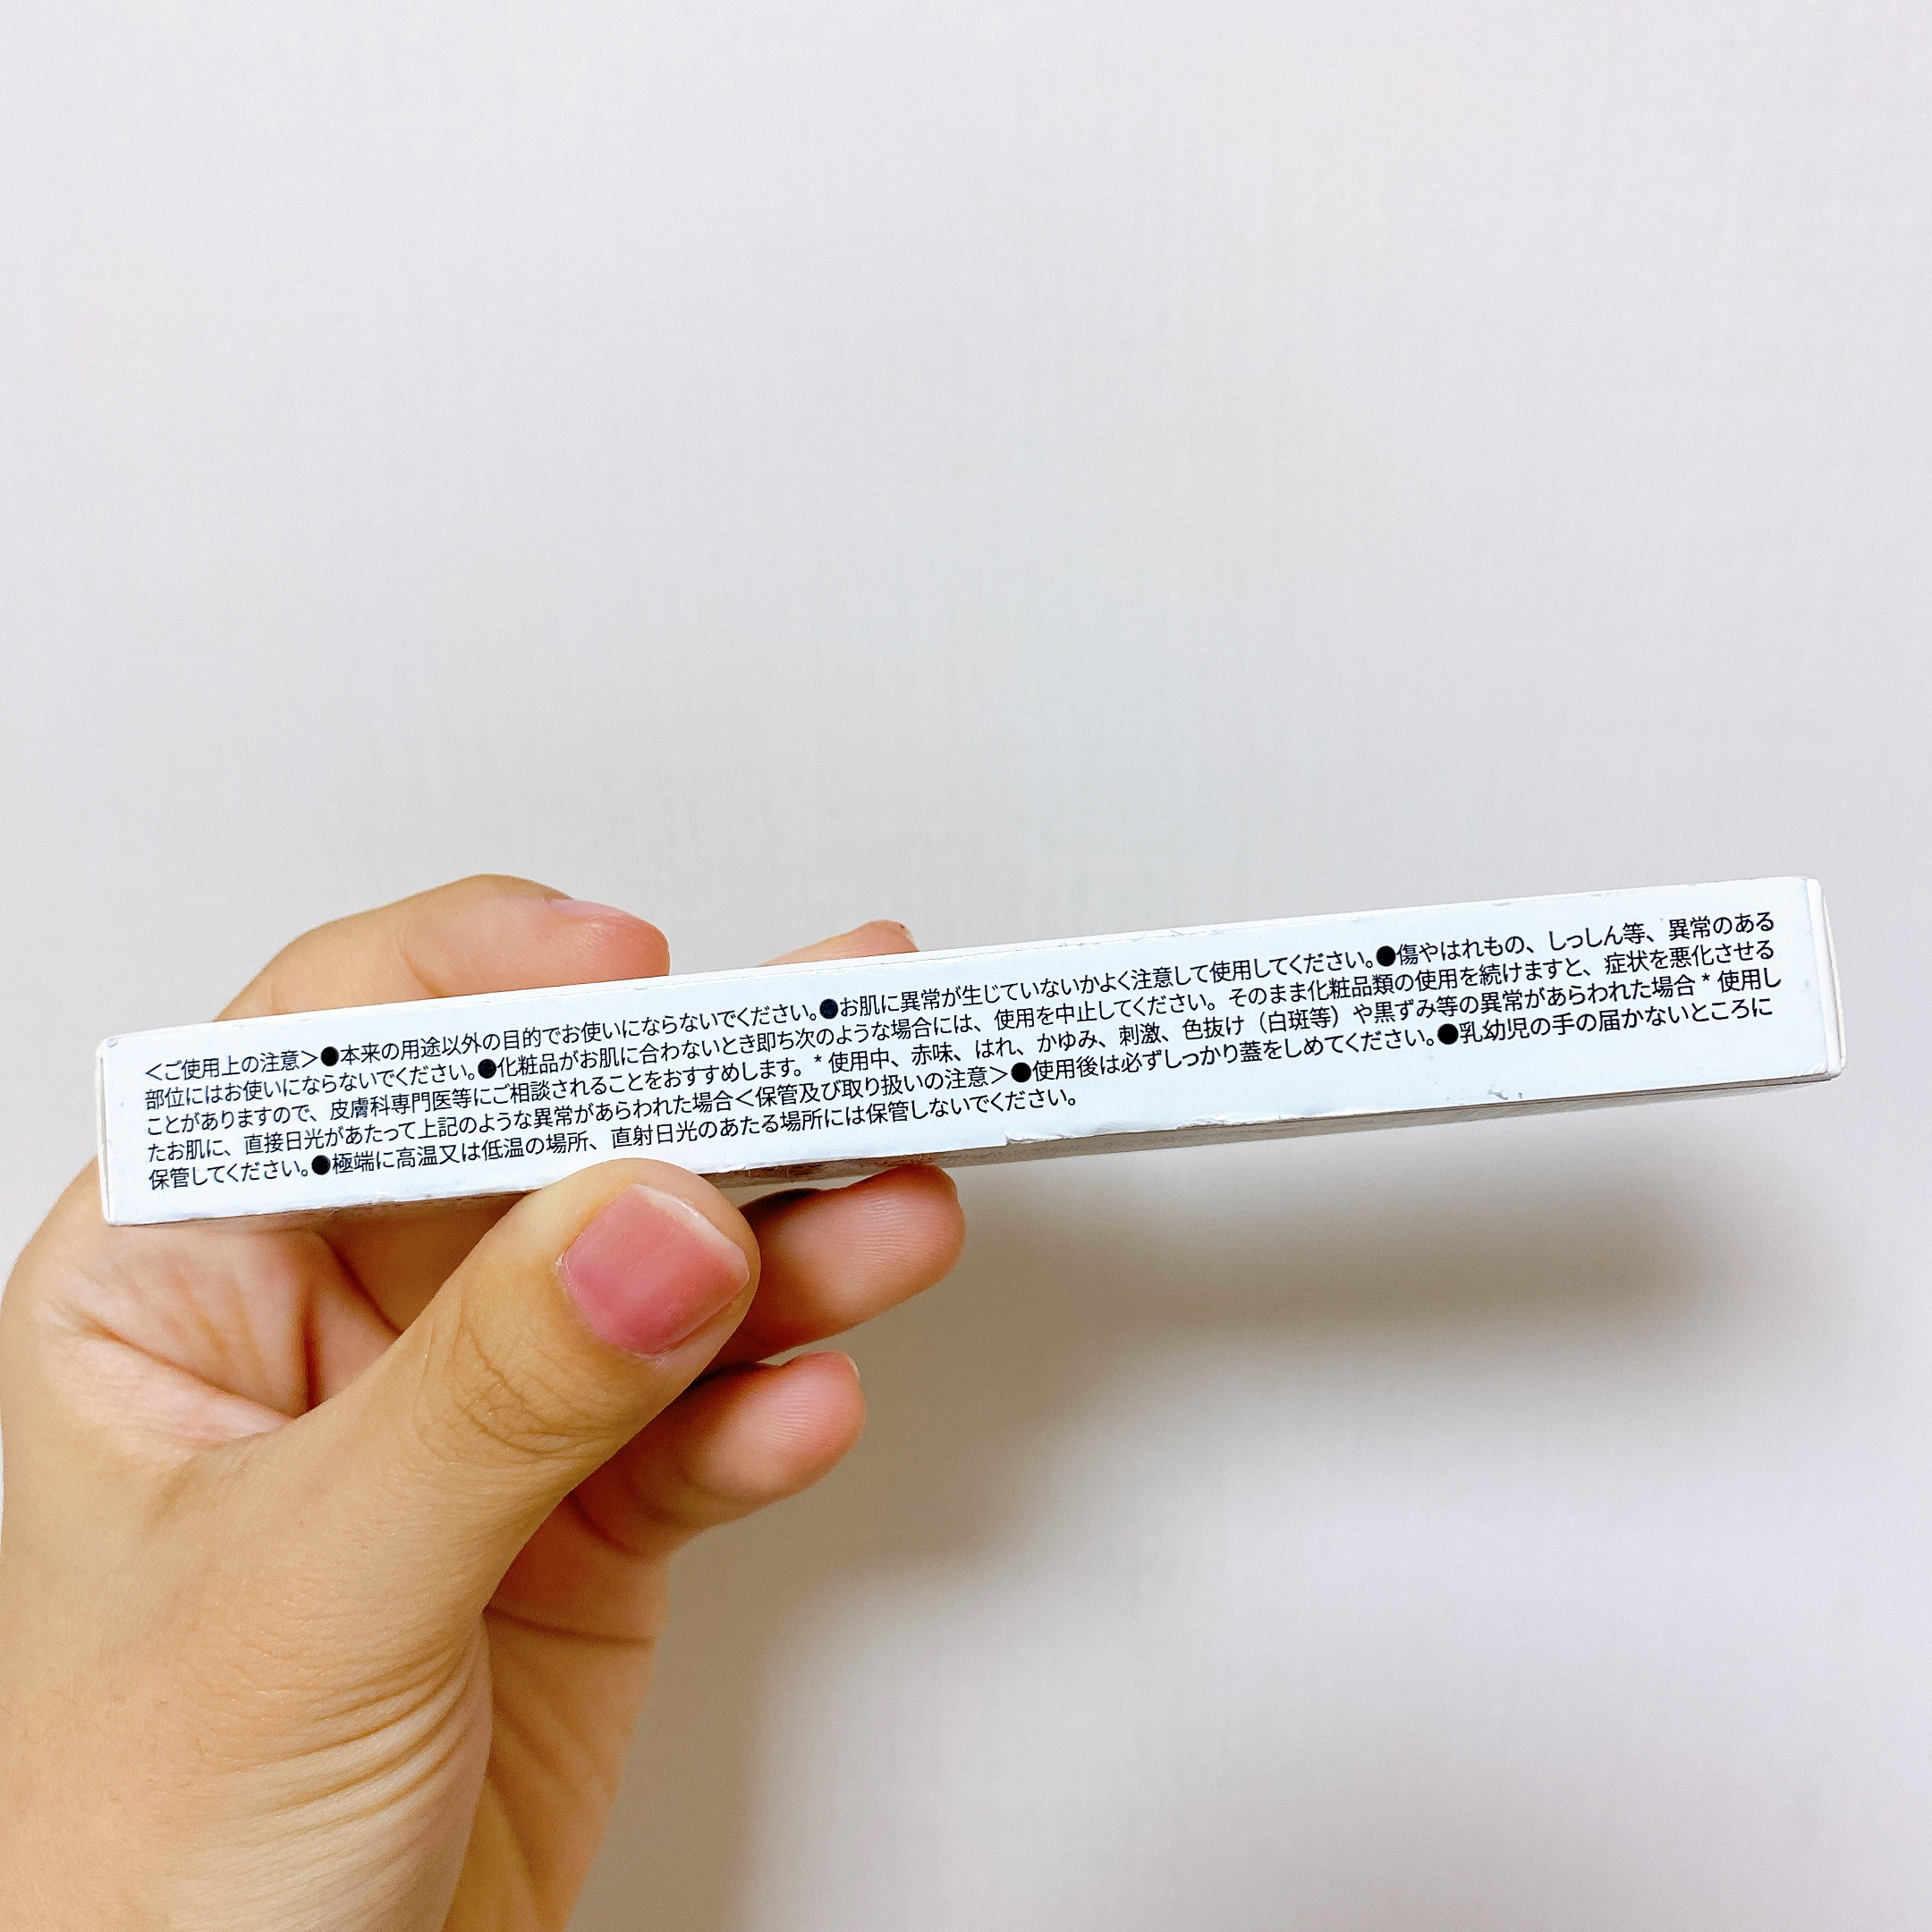 ＜ご使用上の注意＞●本来の用途以外の目的でお使いにならないでください。●お肌に異常が生じていないかよく注意して使用してください。●傷やはれもの、しっしん等、異常のある
部位にはお使いにならないでください。●化粧品がお肌に合わないとき即ち次のような場合には、使用を中止してください。そのまま化粧品類の使用を続けますと、症状を悪化させる
ことがありますので、皮膚科専門医等にご相談されることをおすすめします。* 使用中、赤味、はれ、かゆみ、刺激、色抜け（白斑等）や黒ずみ等の異常があらわれた場合 * 使用し
たお肌に、直接日光があたって上記のような異常があらわれた場合＜保管及び取り扱いの注意＞●使用後は必ずしっかり蓋をしめてください。●乳幼児の手の届かないところに
保管してください。●極端に高温又は低温の場所、直射日光のあたる場所には保管しないでください。